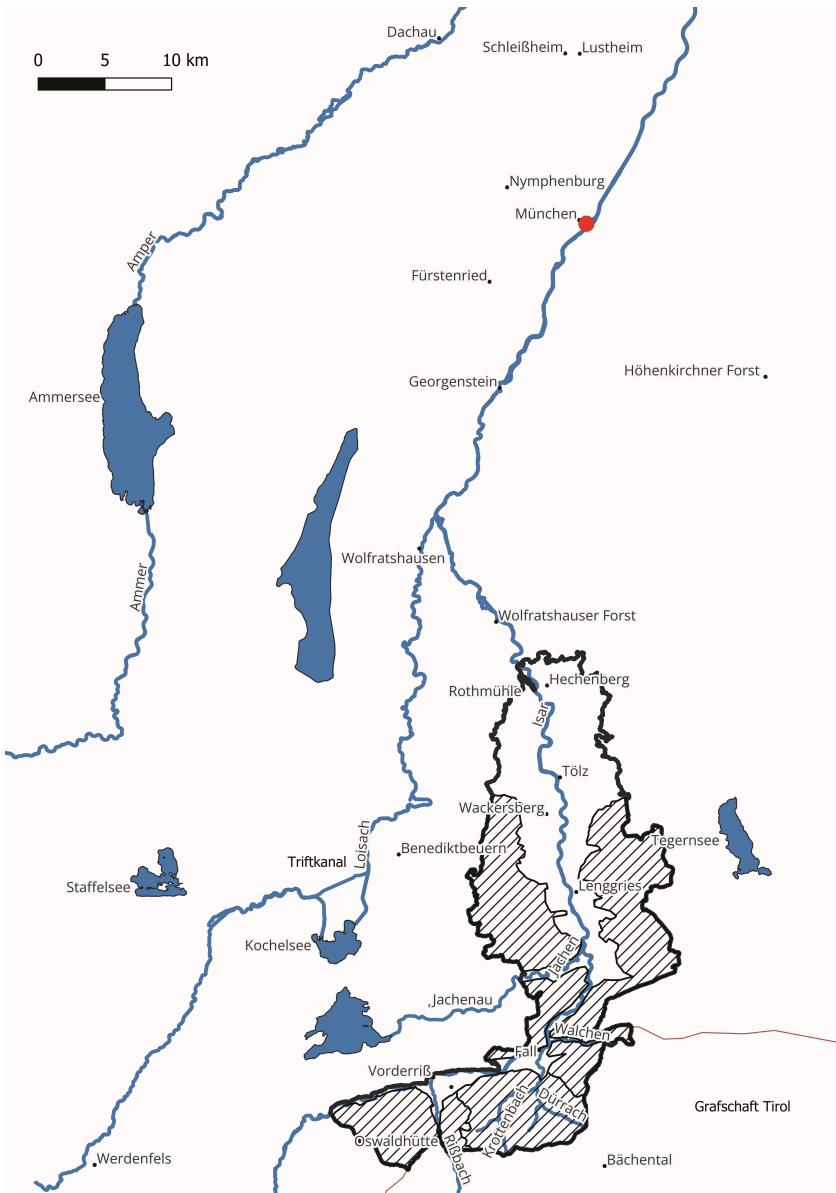 Dachau
Schleißheim
Lustheim
0 5 10 km
Nymphenburg
München
Amper
Fürstenried
Georgenstein
Höhenkirchner Forst
Ammersee
Wolfratshausen
Ammer
Wolfratshauser Forst
Hechenberg
Rothmühle
Isar
Tölz
Wackersberg
Tegernsee
Loisach
Benediktbeuern
Triftkanal
Staffelsee
Lenggries
Kochelsee
Jachen
Jachenau
Walchen
Fall
Vorderriß
Dürrach
Grafschaft Tirol
Krottenbach
Oswaldhütte
Rißbach
Werdenfels
Bächental